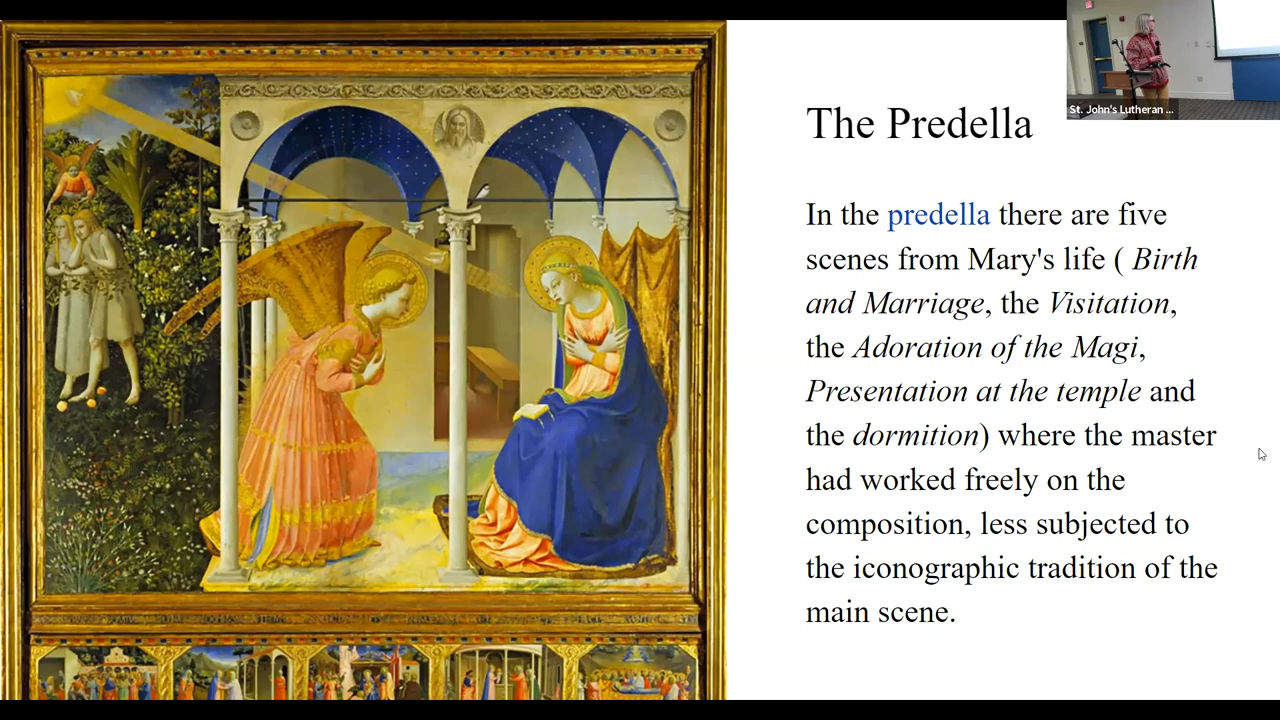 St. John's Lutheran ...
The Predella
In the predella there are five
scenes from Mary's life ( Birth
and Marriage, the Visitation,
the Adoration of the Magi,
Presentation at the temple and
the dormition) where the master
had worked freely on the
composition, less subjected to
the iconographic tradition of the
main scene.